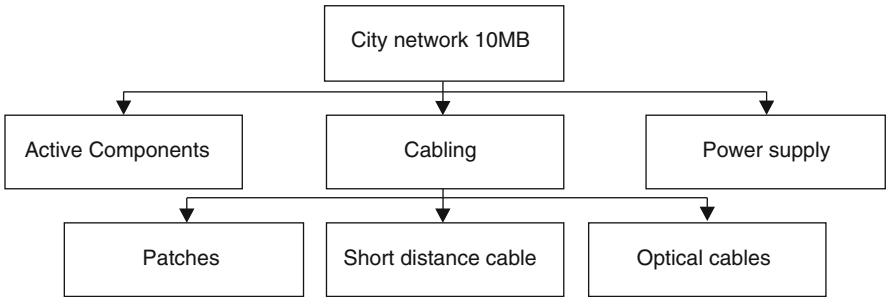 City network 10MB
Active Components
Cabling
Power supply
Patches
Short distance cable
Optical cables